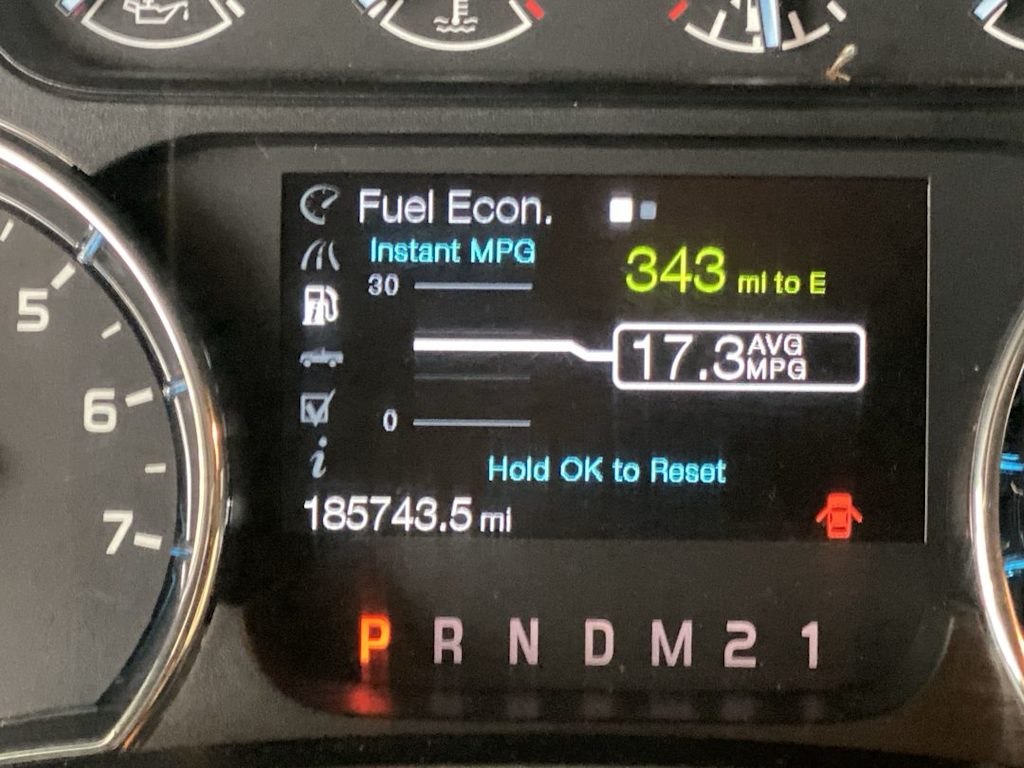 Fuel Econ.
Instant MPG
30
343 mi to E
17.3 AVG MPG
0
Hold OK to Reset
185743.5 mi
5
6
7
P R N D M 2 1